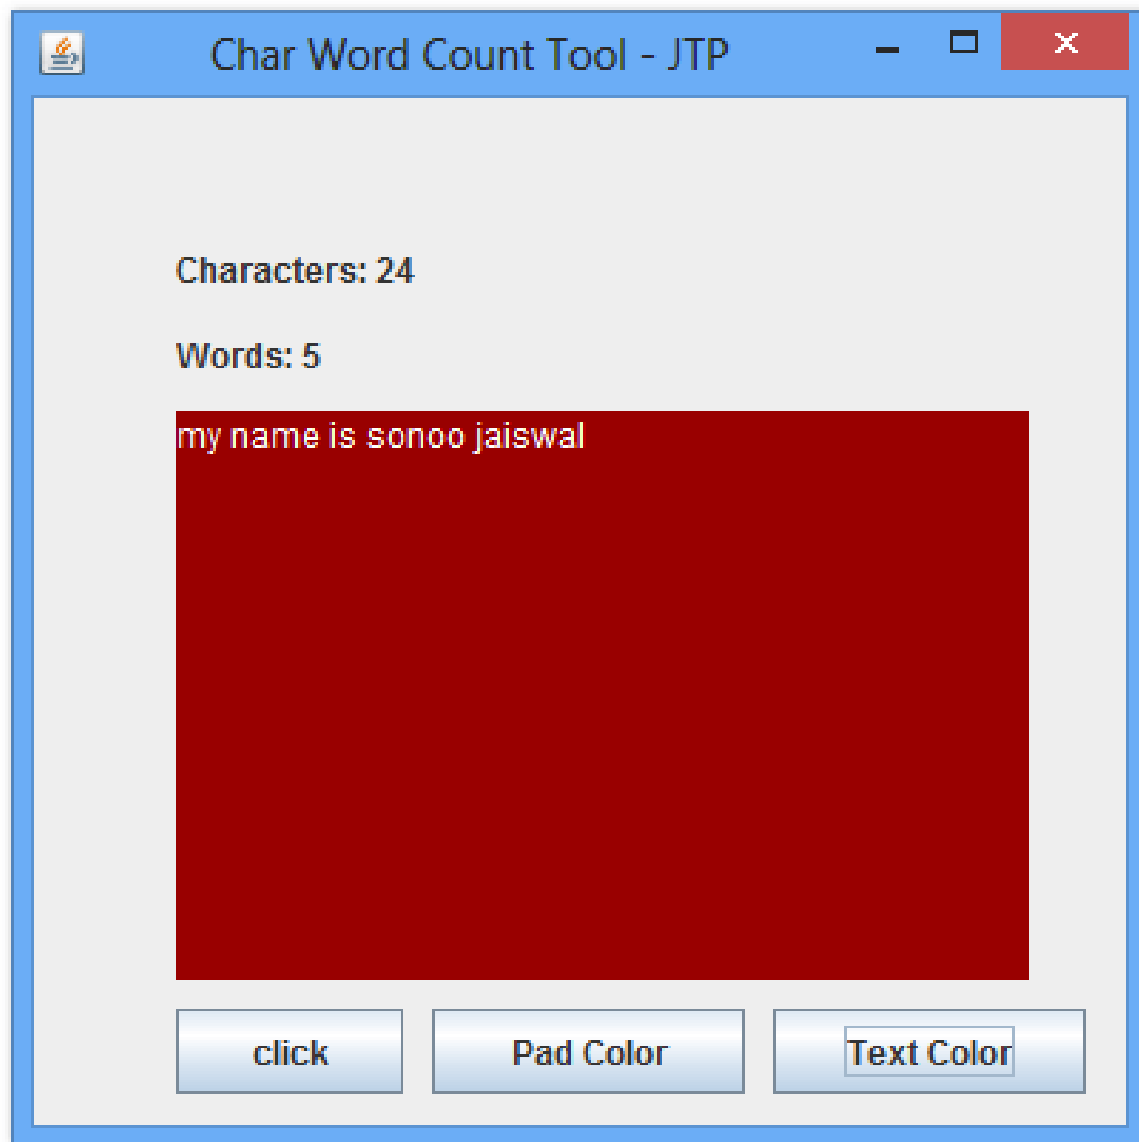 Char Word Count Tool - JTP
Characters: 24
Words: 5
my name is sonoo jaiswal
click Pad Color Text Color